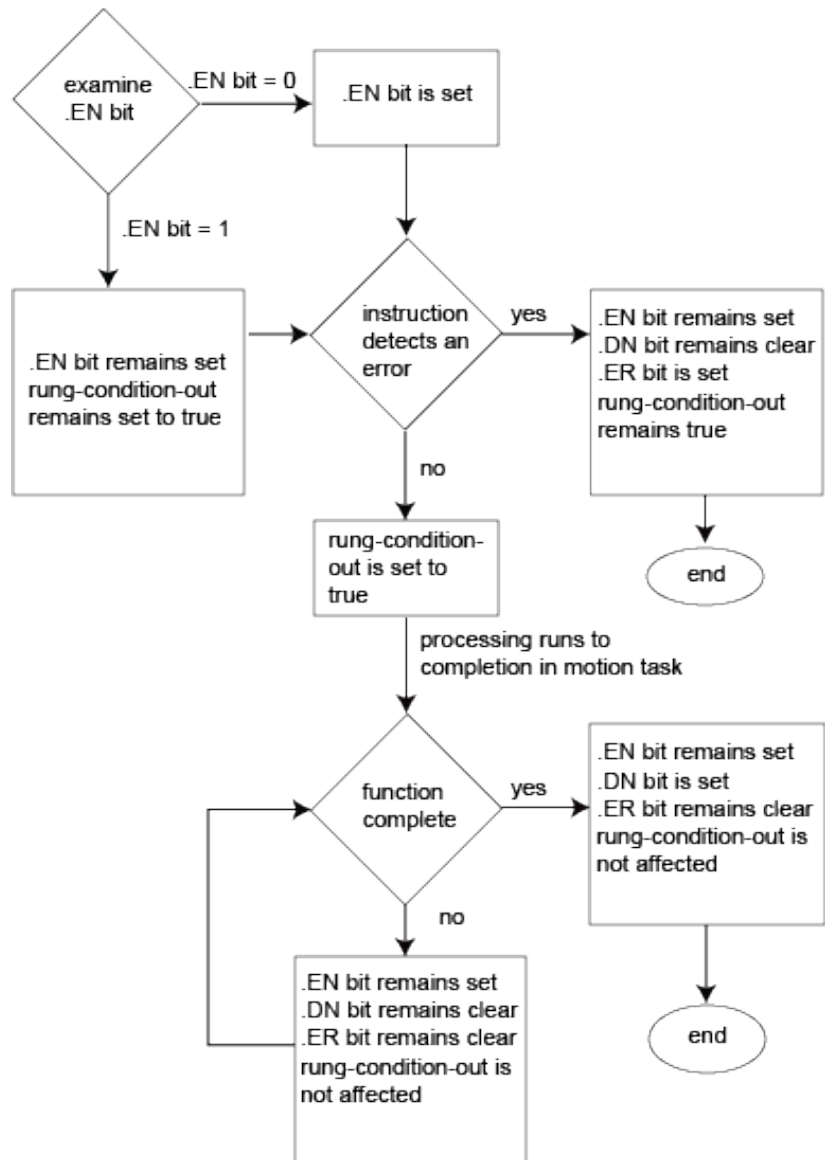 examine
.EN bit
.EN bit = 0
.EN bit is set
.EN bit = 1
.EN bit remains set
rung-condition-out
remains set to true
instruction
detects an
error
yes
.EN bit remains set
.DN bit remains clear
.ER bit is set
rung-condition-out
remains true
end
no
rung-condition-
out is set to
true
processing runs to
completion in motion task
function
complete
yes
.EN bit remains set
.DN bit is set
.ER bit remains clear
rung-condition-out is
not affected
end
no
.EN bit remains set
.DN bit remains clear
.ER bit remains clear
rung-condition-out is
not affected